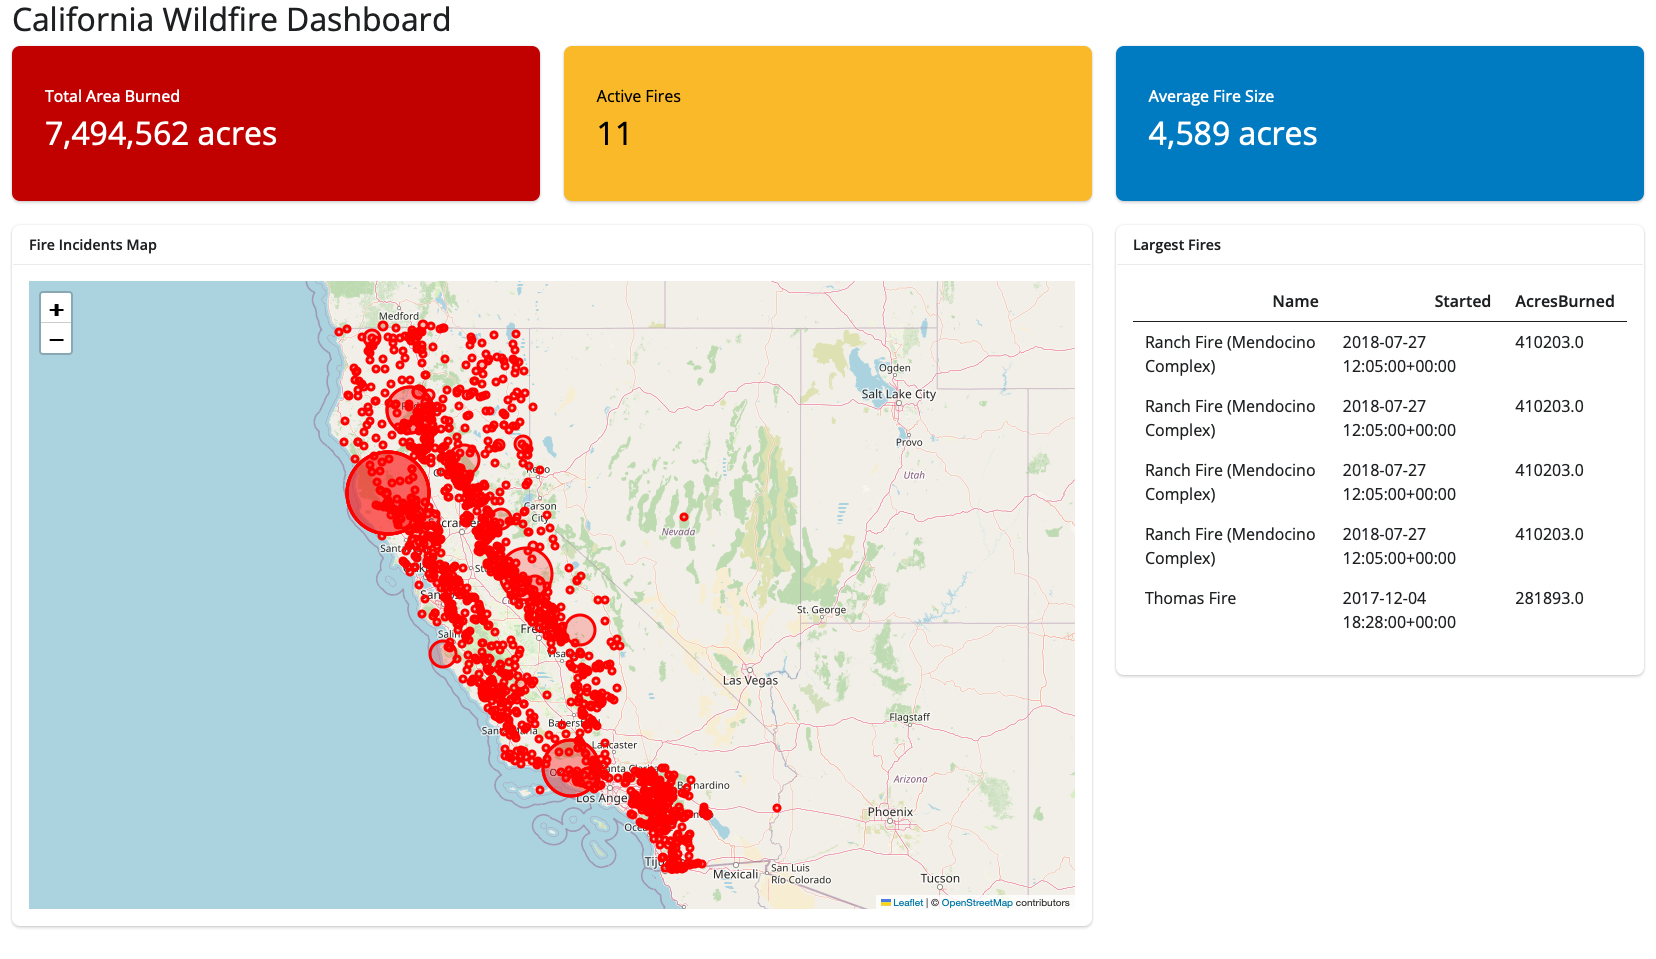 California Wildfire Dashboard
Total Area Burned
7,494,562 acres
Active Fires
11
Average Fire Size
4,589 acres
Fire Incidents Map
+
−
Medford
Ogden
Salt Lake City
Provo
Utah
Reno
Carson
City
Nevada
St. George
Las Vegas
Lancaster
Flagstaff
Arizona
Phoenix
Los Ange
Mexicali
San Luis
Río Colorado
Tucson
Leaflet | © OpenStreetMap contributors
Largest Fires
Name Started AcresBurned
Ranch Fire (Mendocino 2018-07-27 410203.0
Complex) 12:05:00+00:00
Ranch Fire (Mendocino 2018-07-27 410203.0
Complex) 12:05:00+00:00
Ranch Fire (Mendocino 2018-07-27 410203.0
Complex) 12:05:00+00:00
Ranch Fire (Mendocino 2018-07-27 410203.0
Complex) 12:05:00+00:00
Thomas Fire 2017-12-04 281893.0
18:28:00+00:00